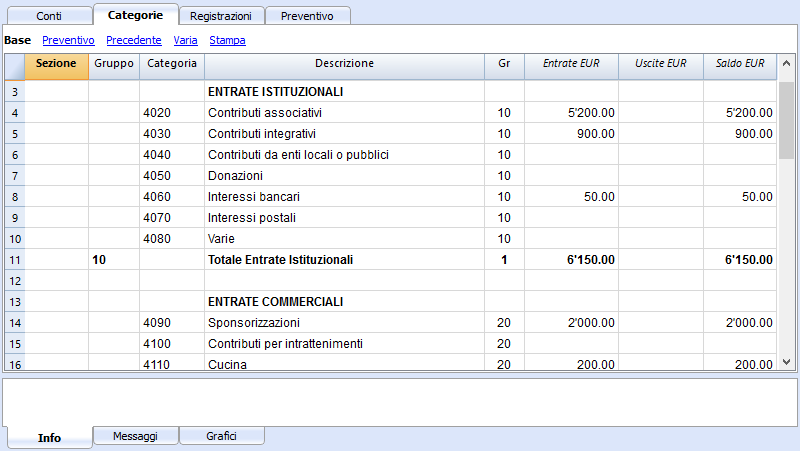 Conti Categorie Registrazioni Preventivo
Base Preventivo Precedente Varia Stampa
Sezione Gruppo Categoria Descrizione Gr Entrate EUR Uscite EUR Saldo EUR
3 ENTRATE ISTITUZIONALI
4 4020 Contributi associativi 10 5'200.00 5'200.00
5 4030 Contributi integrativi 10 900.00 900.00
6 4040 Contributi da enti locali o pubblici 10
7 4050 Donazioni 10
8 4060 Interessi bancari 10 50.00 50.00
9 4070 Interessi postali 10
10 4080 Varie 10
11 10 Totale Entrate Istituzionali 1 6'150.00 6'150.00
12
13 ENTRATE COMMERCIALI
14 4090 Sponsorizzazioni 20 2'000.00 2'000.00
15 4100 Contributi per intrattenimenti 20
16 4110 Cucina 20 200.00 200.00
Info Messaggi Grafici